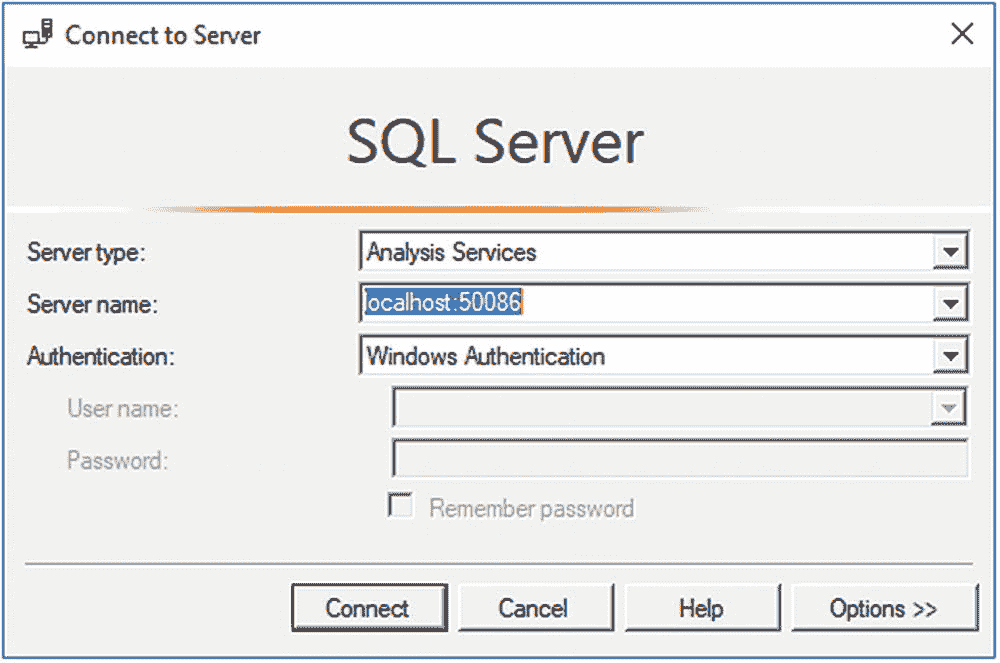 Connect to Server
SQL Server
Server type: Analysis Services
Server name: localhost:50086
Authentication: Windows Authentication
User name:
Password:
Remember password
Connect Cancel Help Options >>